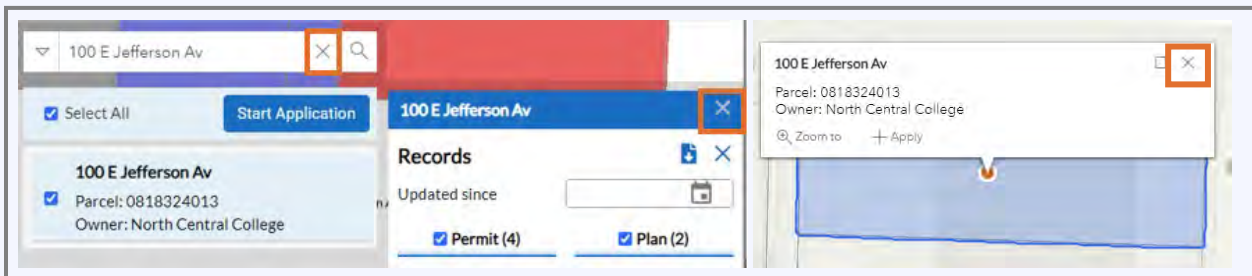 100 E Jefferson Av
Select All
Start Application
100 E Jefferson Av
Parcel: 0818324013
Owner: North Central College
100 E Jefferson Av
Records
Updated since
Permit (4)
Plan (2)
100 E Jefferson Av
Parcel: 0818324013
Owner: North Central College
Zoom to
Apply